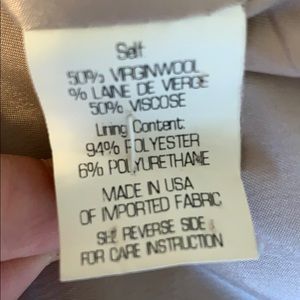 Self
50% VIRGINWOOL
% LAINE DE VERGE
50% VISCOSE
Lining Content:
94% POLYESTER
6% POLYURETHANE
MADE IN USA
OF IMPORTED FABRIC
SEE REVERSE SIDE
FOR CARE INSTRUCTION